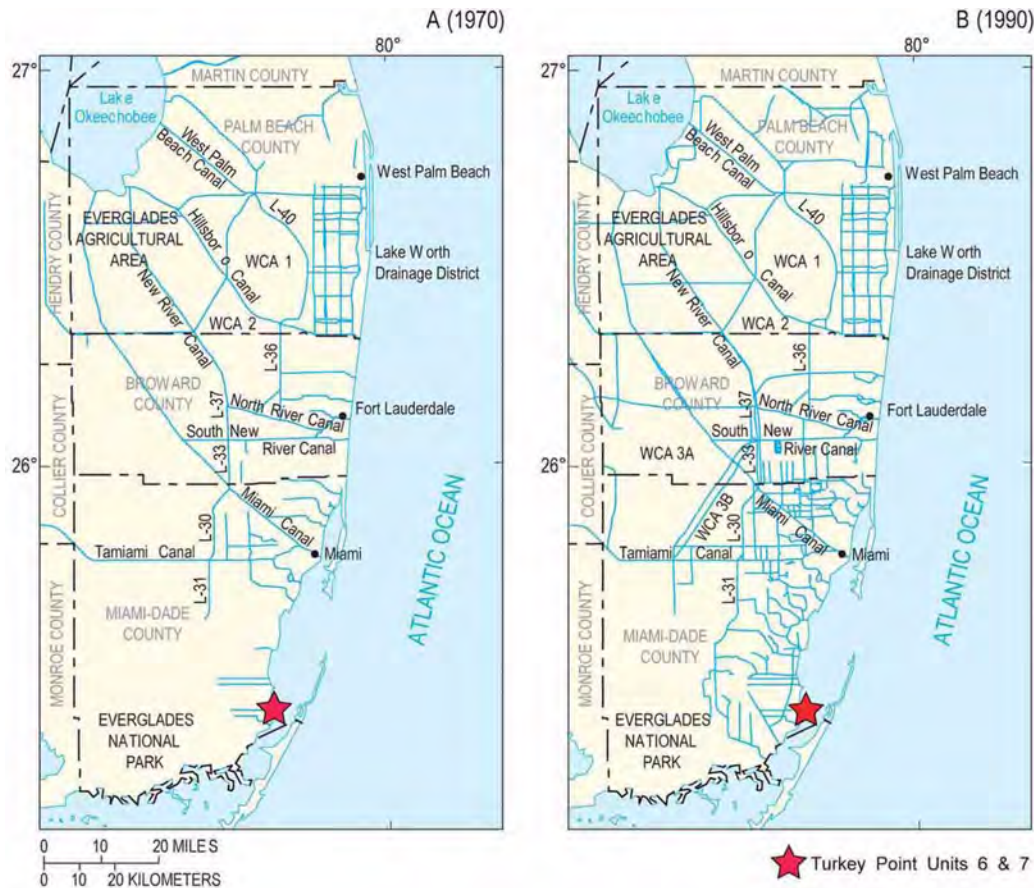 A (1970)
80°
27°
MARTIN COUNTY
Lake
Okeechobee
PALM BEACH
COUNTY
West Palm
Beach Canal
West Palm Beach
L-40
EVERGLADES
AGRICULTURAL
AREA
Hillsbor o Canal
WCA 1
Lake Worth
Drainage District
HENDRY COUNTY
New River Canal
WCA 2
L-36
BROWARD
COUNTY
L-37
North River Canal
Fort Lauderdale
South New
River Canal
L-33
26°
COLLIER COUNTY
Miami Canal
L-30
Tamiami Canal
Miami
L-31
ATLANTIC OCEAN
MIAMI-DADE
COUNTY
MONROE COUNTY
EVERGLADES
NATIONAL
PARK
0 10 20 MILES
0 10 20 KILOMETERS
B (1990)
80°
27°
MARTIN COUNTY
Lake
Okeechobee
PALM BEACH
COUNTY
West Palm
Beach Canal
West Palm Beach
L-40
EVERGLADES
AGRICULTURAL
AREA
Hillsbor o Canal
WCA 1
Lake Worth
Drainage District
HENDRY COUNTY
New River Canal
WCA 2
L-36
BROWARD
COUNTY
L-37
North River Canal
Fort Lauderdale
South New
River Canal
WCA 3A
L-33
26°
COLLIER COUNTY
WCA 3B
Miami Canal
L-30
Tamiami Canal
Miami
L-31
ATLANTIC OCEAN
MIAMI-DADE
COUNTY
MONROE COUNTY
EVERGLADES
NATIONAL
PARK
Turkey Point Units 6 & 7